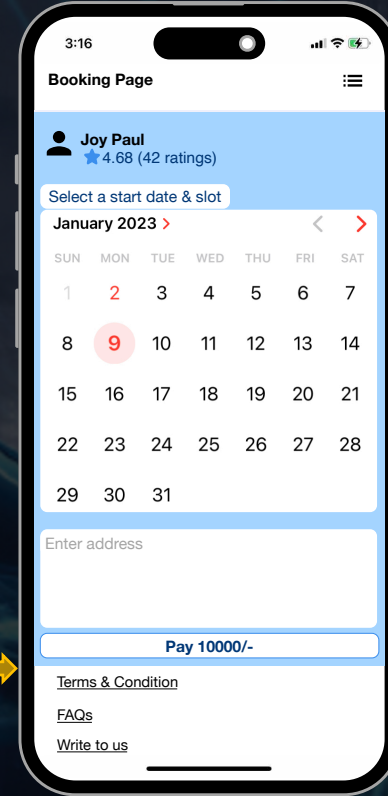 3:16
Booking Page
Joy Paul
4.68 (42 ratings)
Select a start date & slot
January 2023 >
SUN MON TUE WED THU FRI SAT
1 2 3 4 5 6 7
8 9 10 11 12 13 14
15 16 17 18 19 20 21
22 23 24 25 26 27 28
29 30 31
Enter address
Pay 10000/-
Terms & Condition
FAQs
Write to us